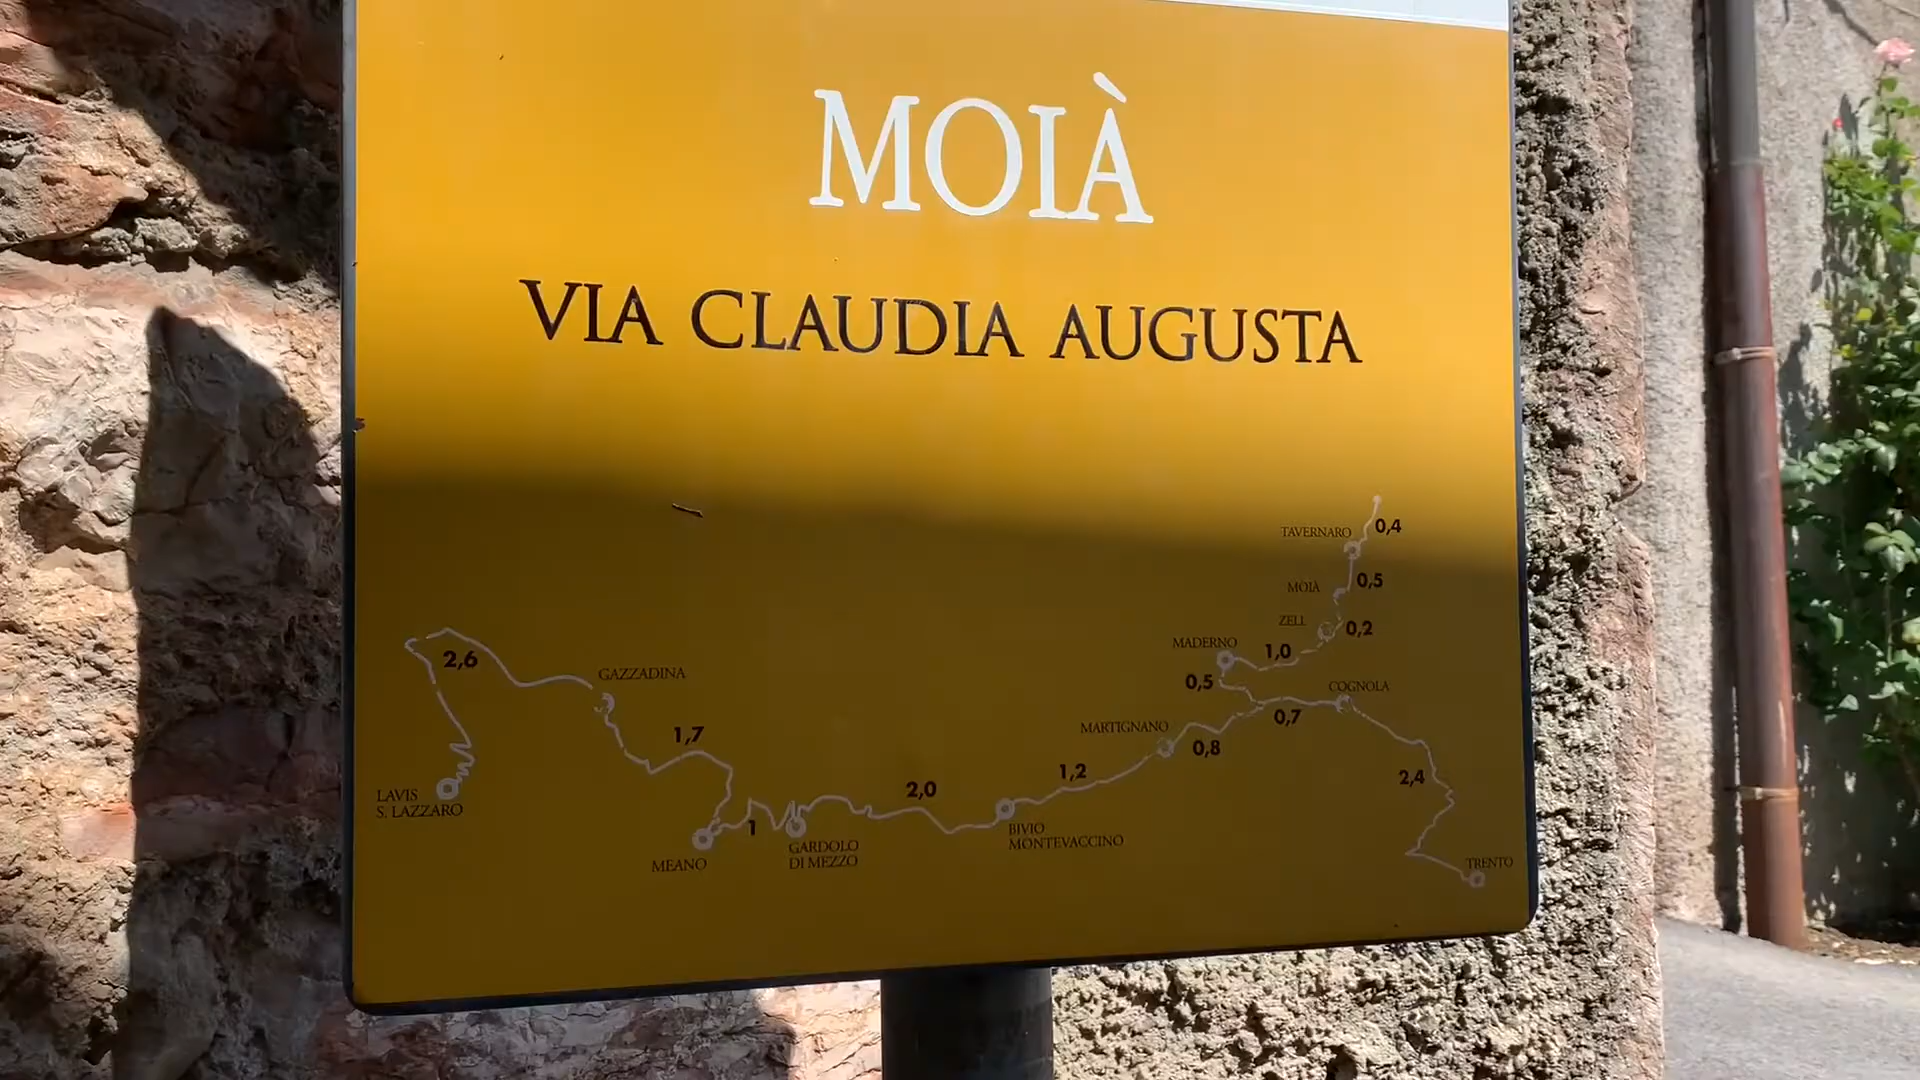 MOIÀ
VIA CLAUDIA AUGUSTA
TAVERNARO
0,4
MOIÀ
0,5
ZELL
0,2
MADERNO
1,0
2,6
GAZZADINA
0,5
COGNOLA
MARTIGNANO
0,7
1,7
0,8
1,2
2,4
LAVIS
S. LAZZARO
2,0
1
BIVIO
MONTEVACCINO
GARDOLO
DI MEZZO
MEANO
TRENTO